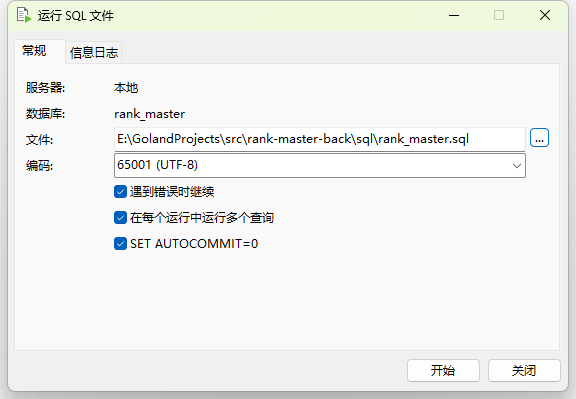 运行 SQL 文件
常规 信息日志
服务器: 本地
数据库: rank_master
文件: E:\GolandProjects\src\rank-master-back\sql\rank_master.sql ...
编码: 65001 (UTF-8)
遇到错误时继续
在每个运行中运行多个查询
SET AUTOCOMMIT=0
开始 关闭